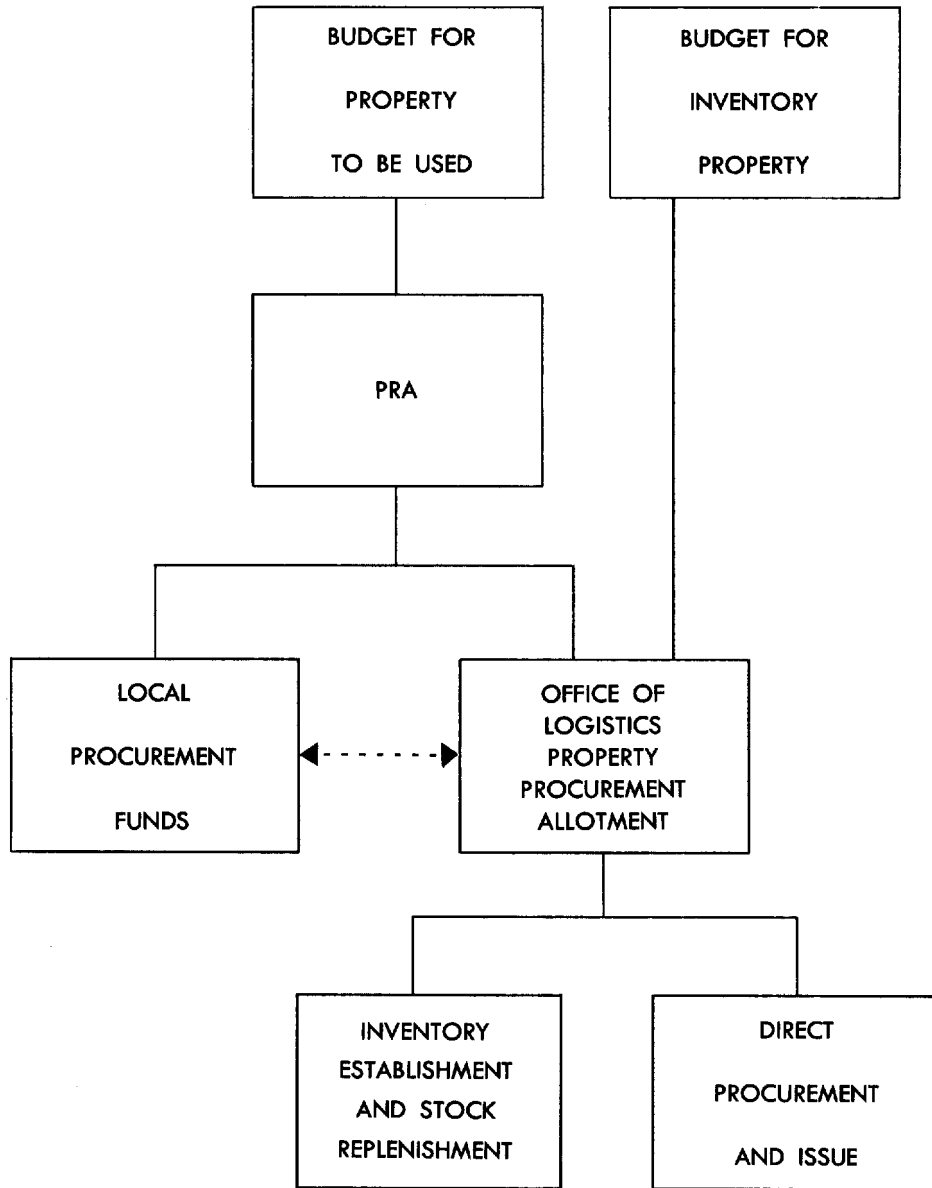 BUDGET FOR
PROPERTY
TO BE USED
BUDGET FOR
INVENTORY
PROPERTY
PRA
LOCAL
PROCUREMENT
FUNDS
OFFICE OF
LOGISTICS
PROPERTY
PROCUREMENT
ALLOTMENT
INVENTORY
ESTABLISHMENT
AND STOCK
REPLENISHMENT
DIRECT
PROCUREMENT
AND ISSUE